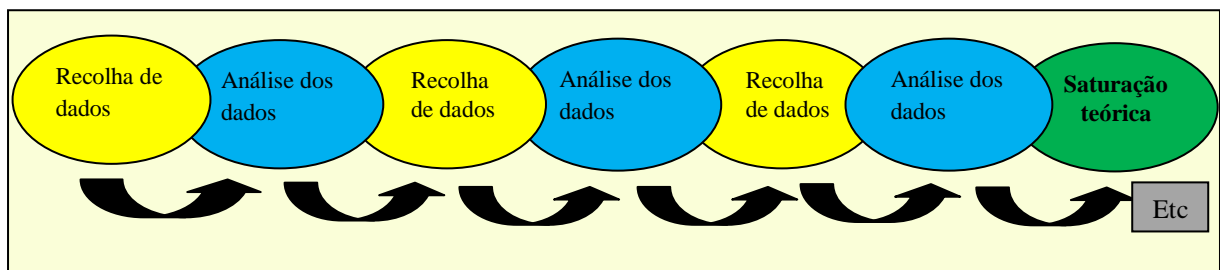 Recolha de
dados
Análise dos
dados
Recolha
de dados
Análise dos
dados
Recolha
de dados
Análise dos
dados
Saturação
teórica
Etc